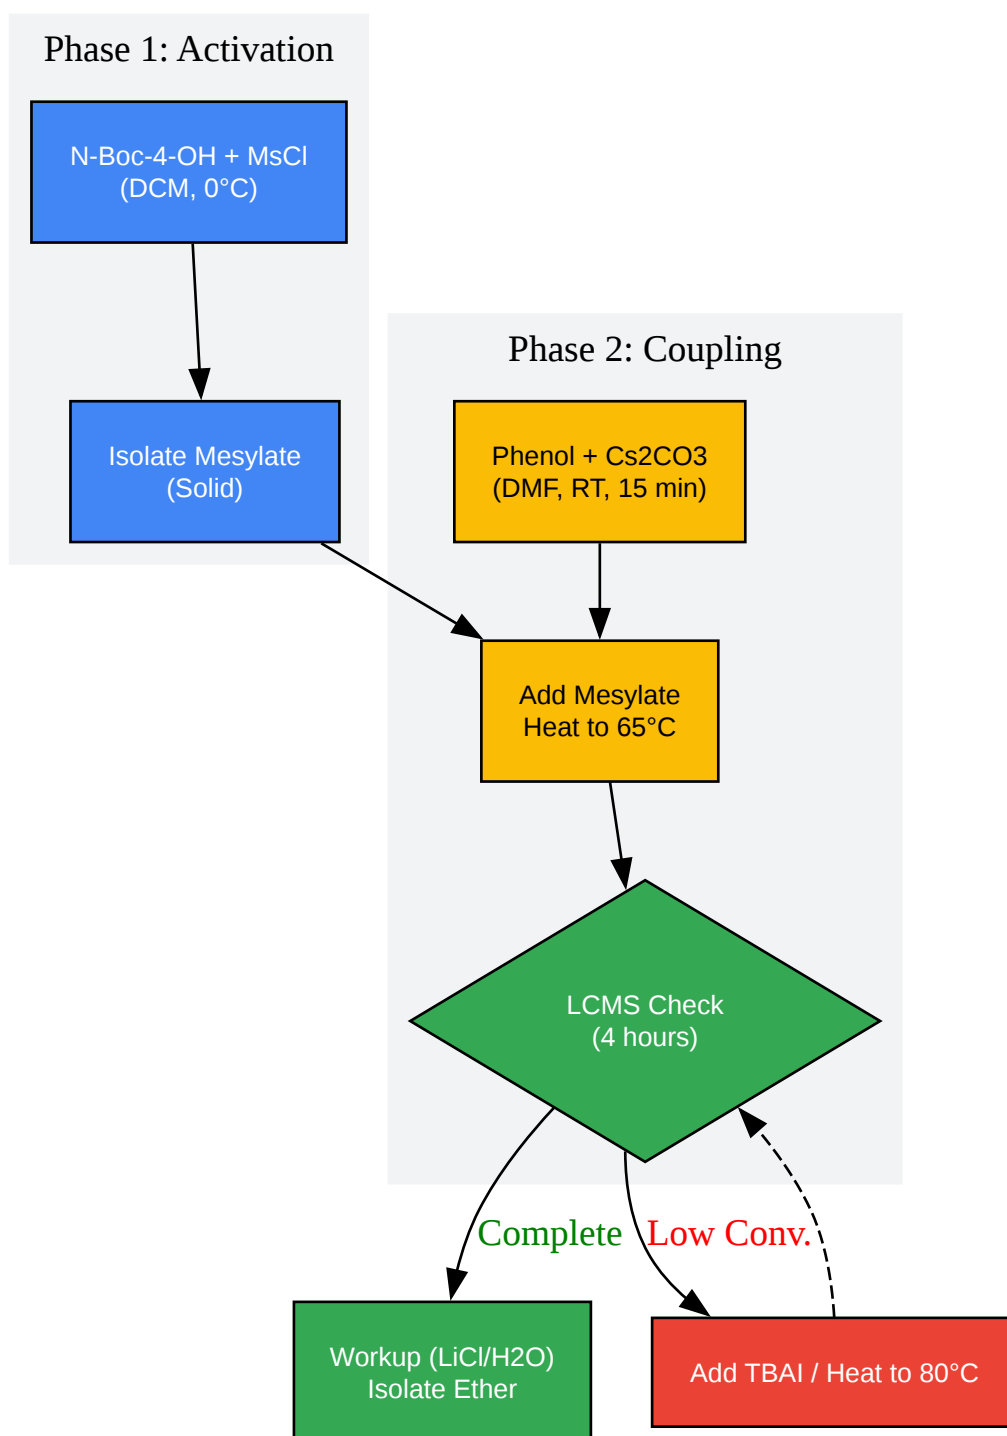 Phase 1: Activation
N-Boc-4-OH + MsCl
(DCM, 0°C)
Isolate Mesylate
(Solid)
Phase 2: Coupling
Phenol + Cs2CO3
(DMF, RT, 15 min)
Add Mesylate
Heat to 65°C
LCMS Check
(4 hours)
Complete
Low Conv.
Workup (LiCl/H2O)
Isolate Ether
Add TBAI / Heat to 80°C